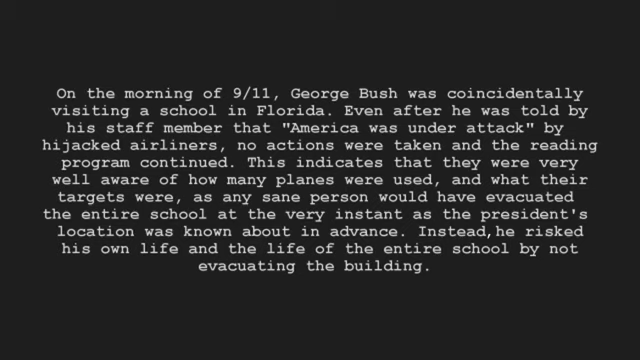 On the morning of 9/11, George Bush was coincidentally
visiting a school in Florida. Even after he was told by
his staff member that "America was under attack" by
hijacked airliners, no actions were taken and the reading
program continued. This indicates that they were very
well aware of how many planes were used, and what their
targets were, as any sane person would have evacuated
the entire school at the very instant as the president's
location was known about in advance. Instead,he risked
his own life and the life of the entire school by not
evacuating the building.